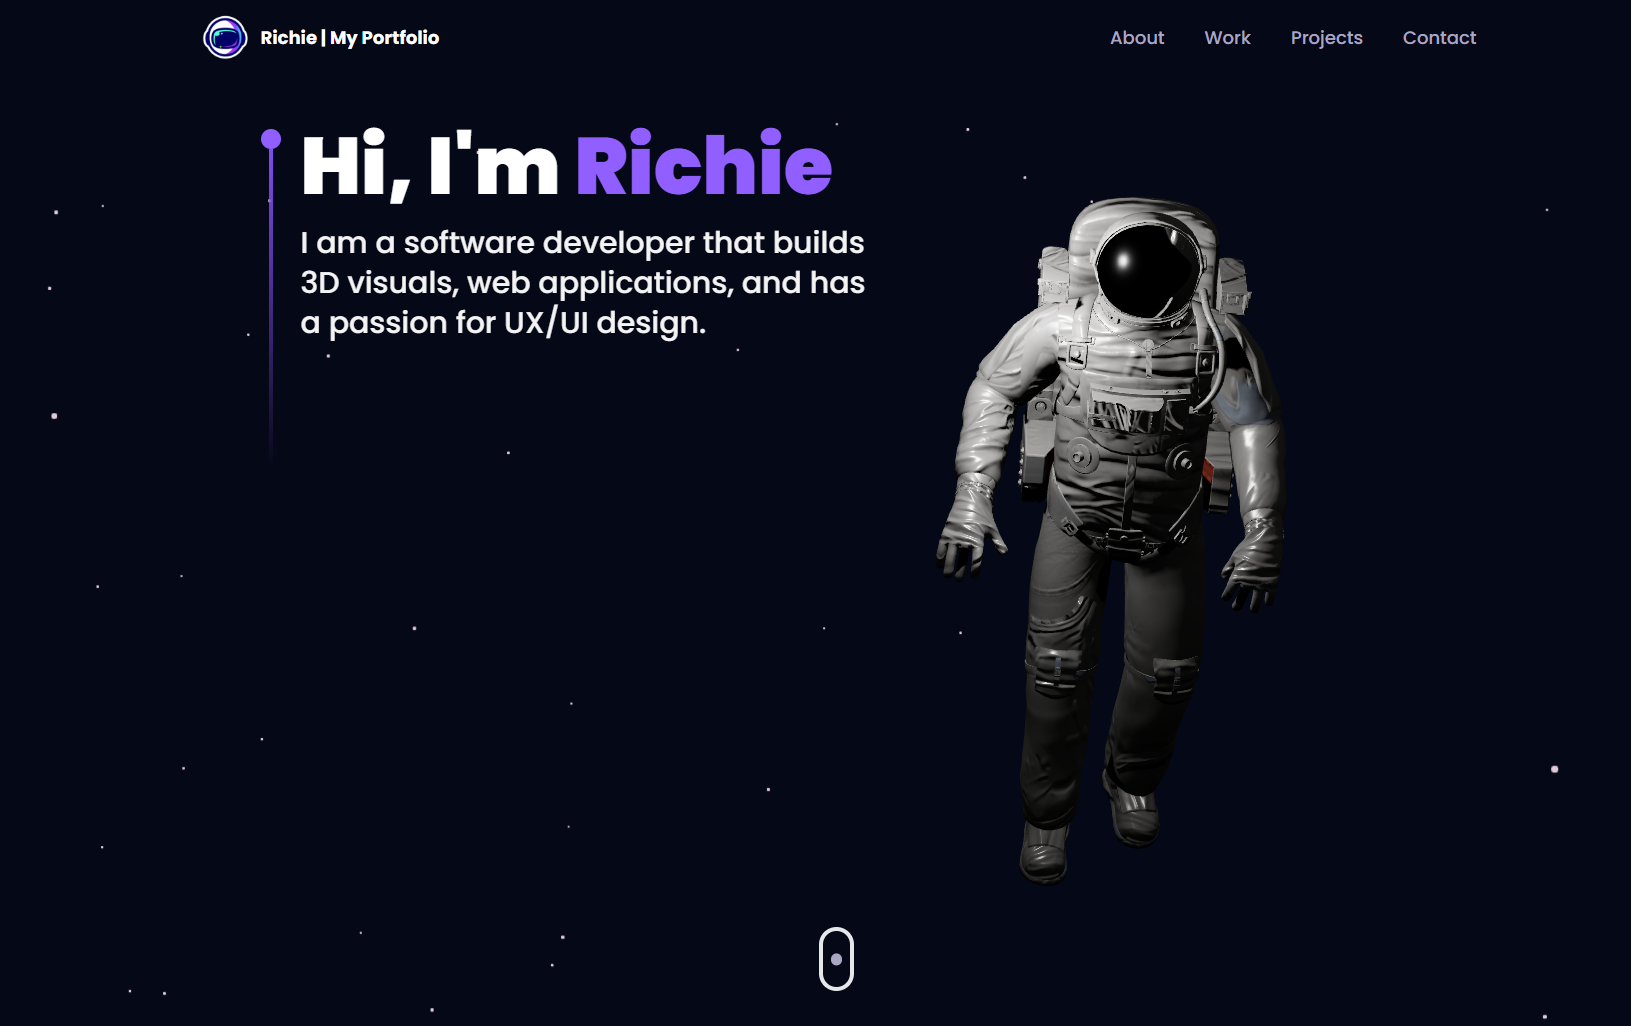 Richie | My Portfolio
About
Work
Projects
Contact
Hi, I'm Richie
I am a software developer that builds
3D visuals, web applications, and has
a passion for UX/UI design.